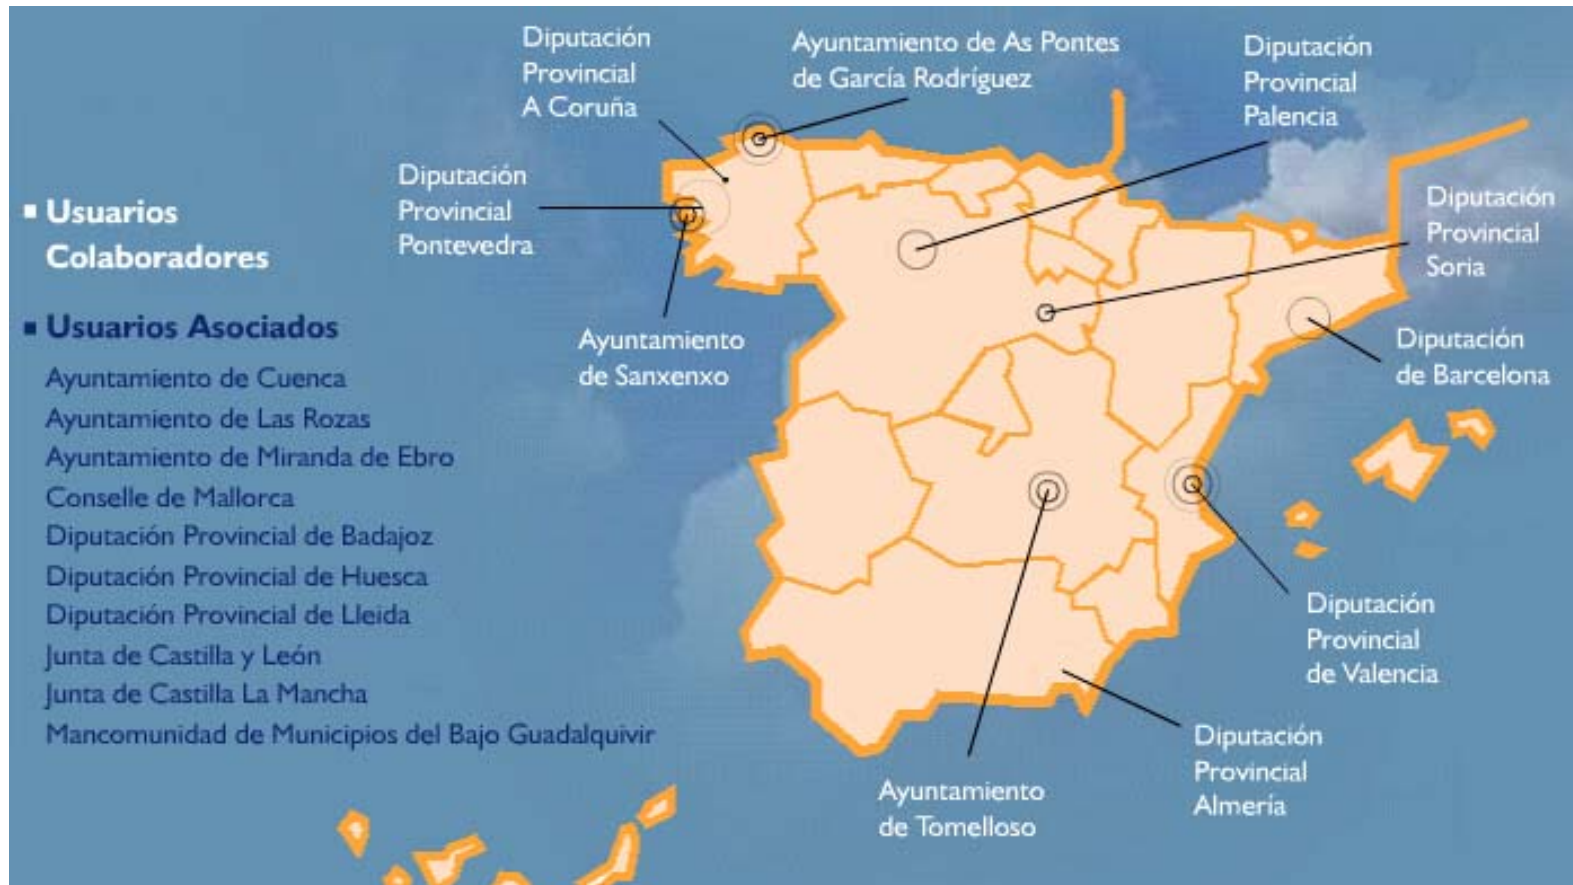 Diputación
Provincial
A Coruña
Ayuntamiento de As Pontes
de García Rodríguez
Diputación
Provincial
Palencia
Diputación
Provincial
Pontevedra
Diputación
Provincial
Soria
Usuarios
Colaboradores
Usuarios Asociados
Ayuntamiento de Cuenca
Ayuntamiento de Las Rozas
Ayuntamiento de Miranda de Ebro
Conselle de Mallorca
Diputación Provincial de Badajoz
Diputación Provincial de Huesca
Diputación Provincial de Lleida
Junta de Castilla y León
Junta de Castilla La Mancha
Mancomunidad de Municipios del Bajo Guadalquivir
Ayuntamiento
de Sanxenxo
Diputación
de Barcelona
Diputación
Provincial
de Valencia
Diputación
Provincial
Almería
Ayuntamiento
de Tomelloso